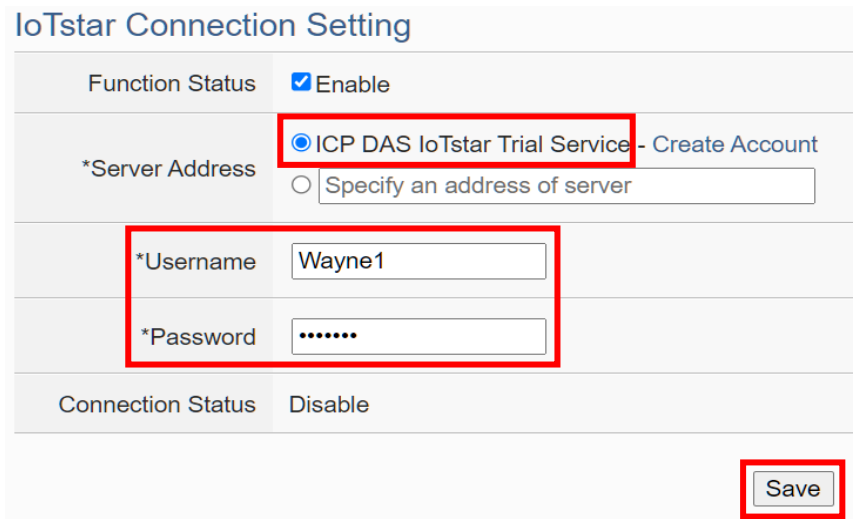 IoTstar Connection Setting
Function Status Enable
ICP DAS IoTstar Trial Service - Create Account
*Server Address
Specify an address of server
*Username Wayne1
*Password •••••••
Connection Status Disable
Save